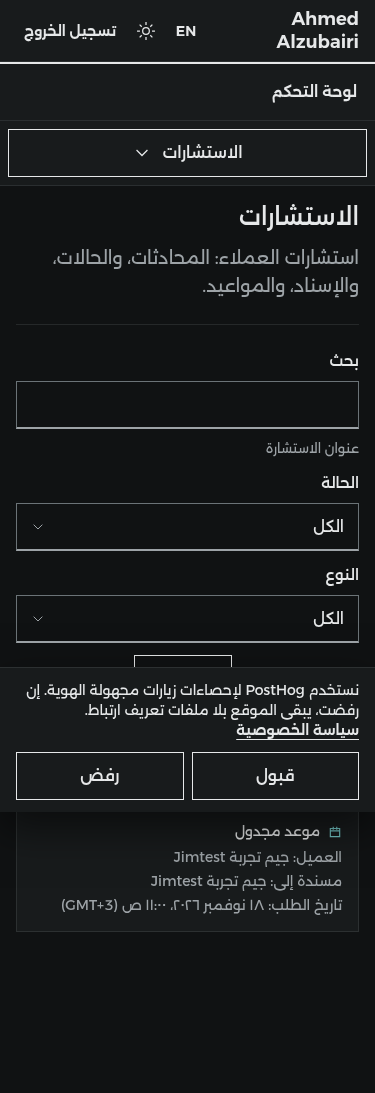 Ahmed
Alzubairi
EN
تسجيل الخروج
لوحة التحكم
الاستشارات
الاستشارات
استشارات العملاء: المحادثات، والحالات،
والإسناد، والمواعيد.
بحث
عنوان الاستشارة
الحالة
الكل
النوع
الكل
نستخدم PostHog لإحصاءات زيارات مجهولة الهوية. إن
رفضت، يبقى الموقع بلا ملفات تعريف ارتباط.
سياسة الخصوصية
قبول
رفض
موعد مجدول
العميل: جيم تجربة Jimtest
مسندة إلى: جيم تجربة Jimtest
تاريخ الطلب: ١٨ نوفمبر ٢٠٢٦، ١١:٠٠ ص (GMT+3)